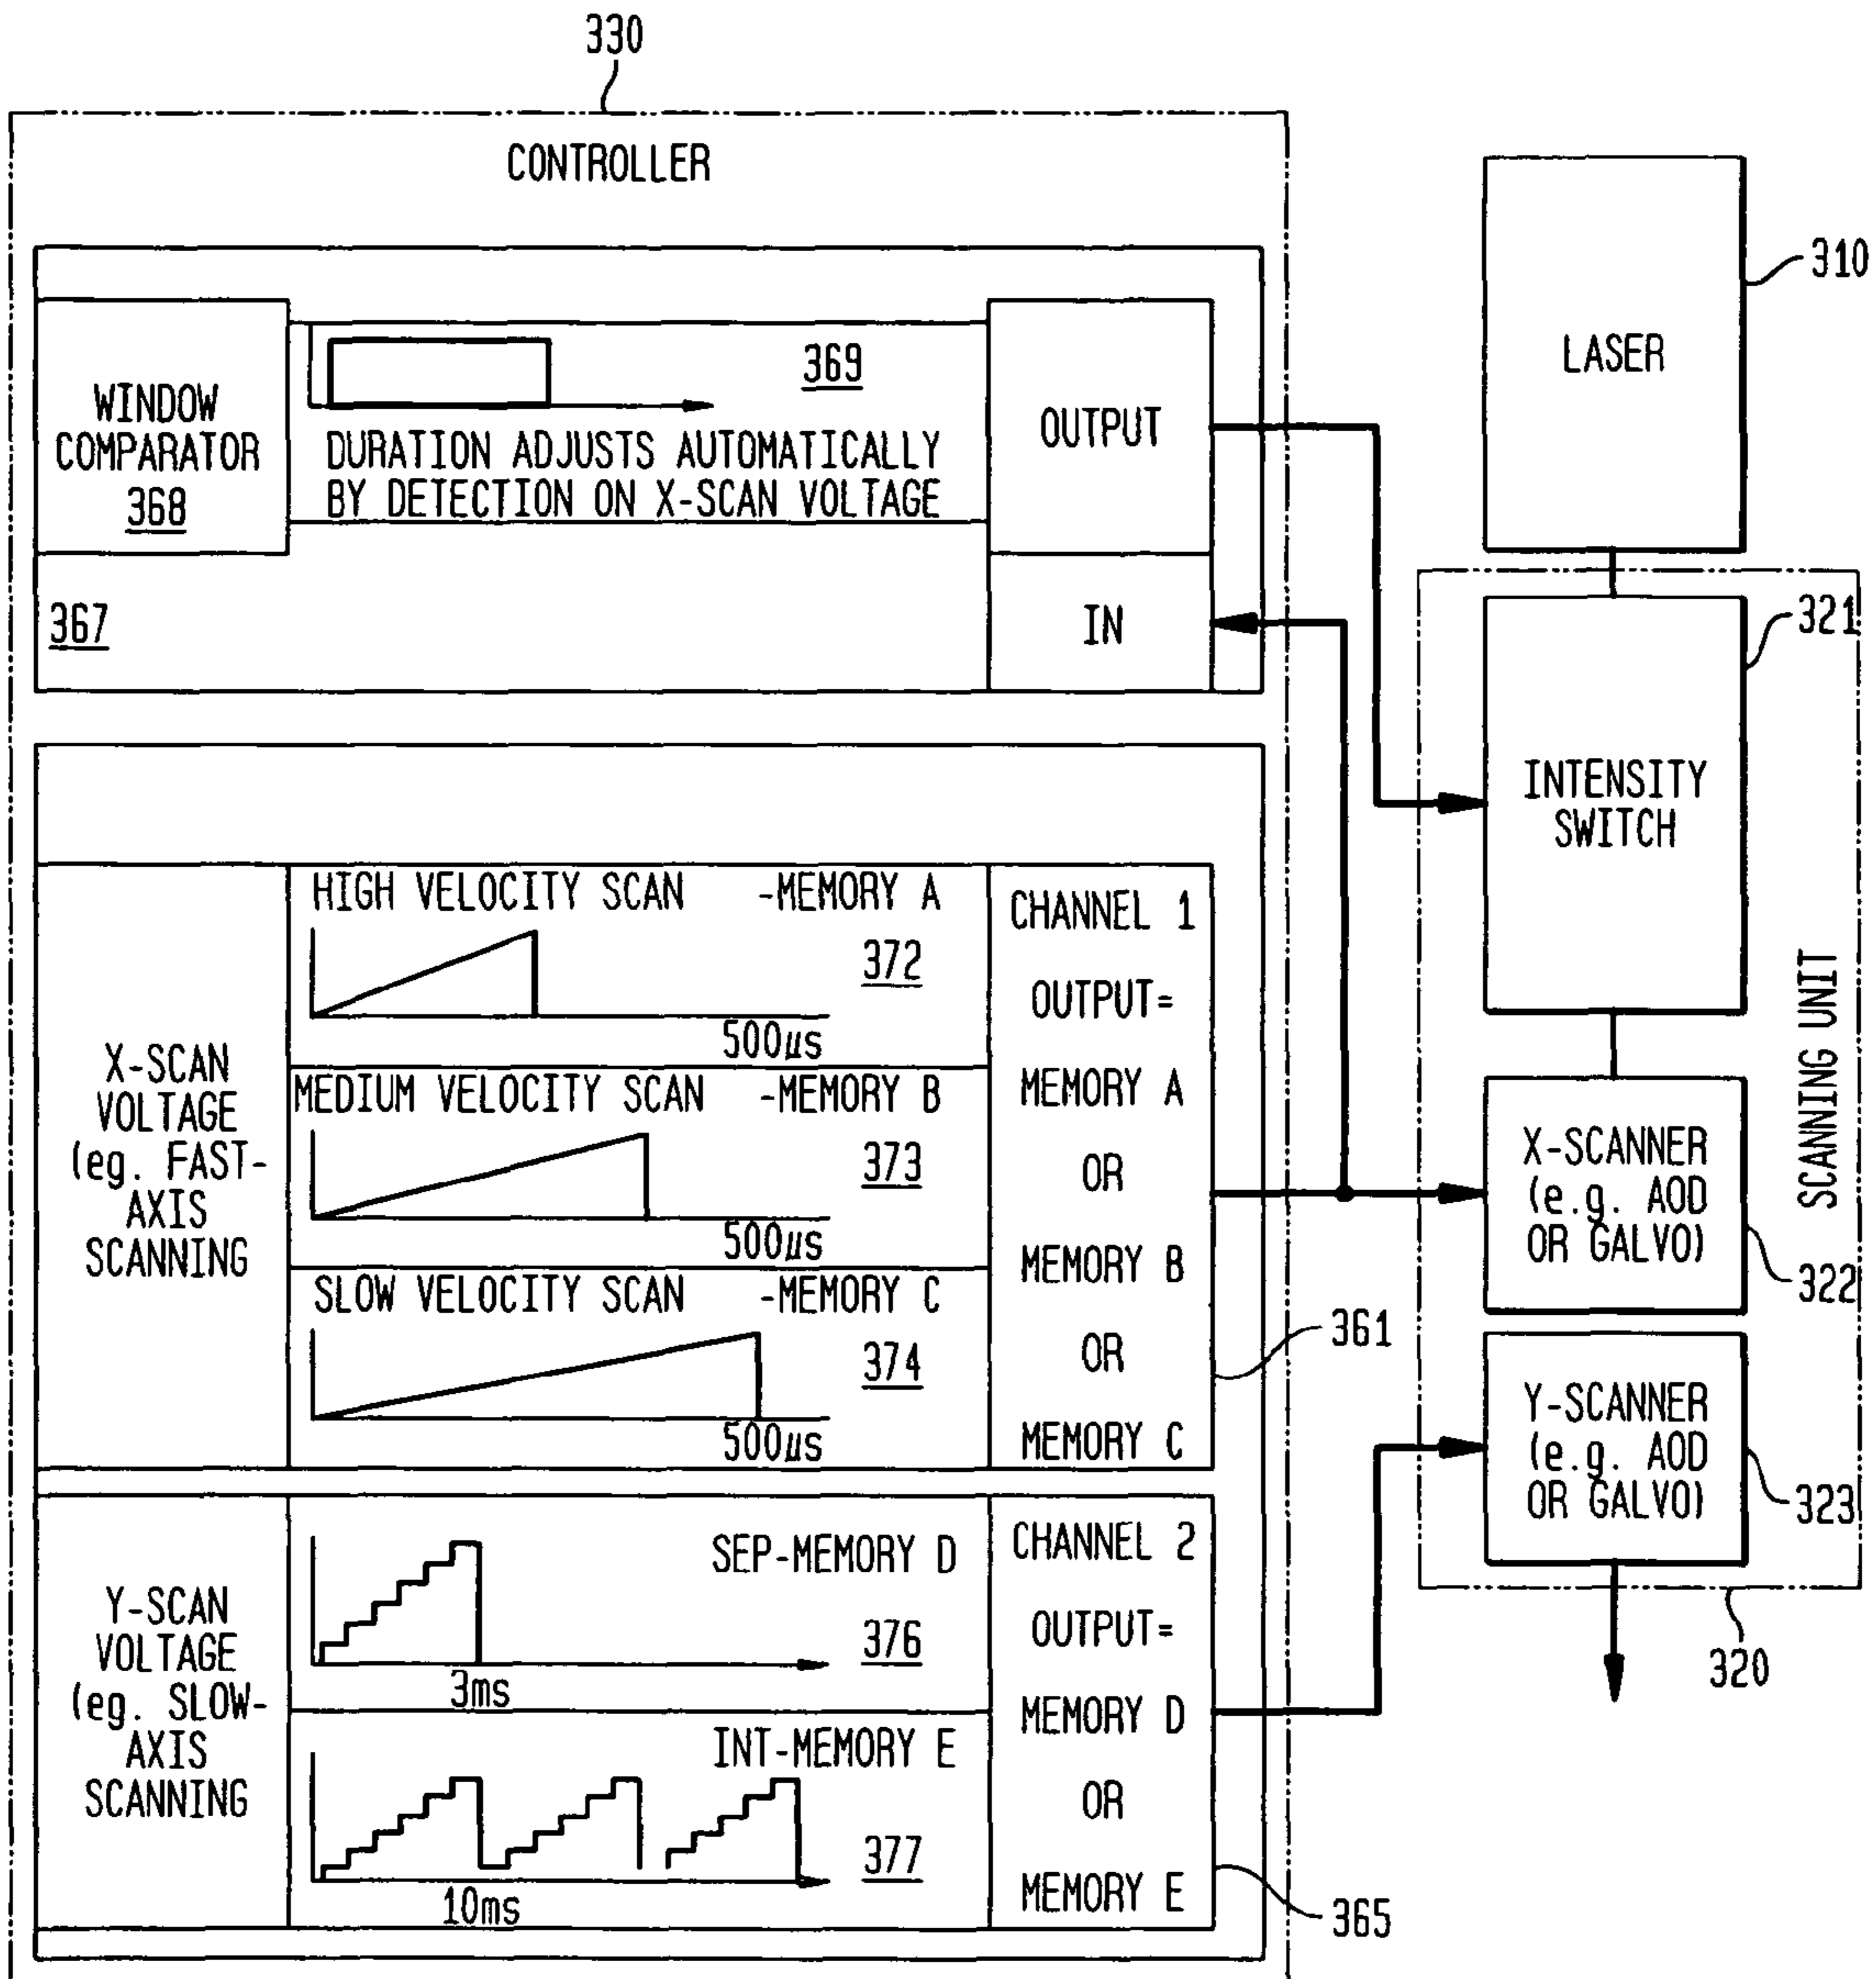 330
CONTROLLER
310
LASER
WINDOW
COMPARATOR
368
369
DURATION ADJUSTS AUTOMATICALLY
BY DETECTION ON X-SCAN VOLTAGE
OUTPUT
IN
367
321
INTENSITY
SWITCH
SCANNING UNIT
X-SCAN
VOLTAGE
(eg. FAST-
AXIS
SCANNING
HIGH VELOCITY SCAN -MEMORY A
372
500µs
MEDIUM VELOCITY SCAN -MEMORY B
373
500µs
SLOW VELOCITY SCAN -MEMORY C
374
500µs
CHANNEL 1
OUTPUT=
MEMORY A
OR
MEMORY B
OR
MEMORY C
361
X-SCANNER
(e.g. AOD
OR GALVO)
322
Y-SCANNER
(e.g. AOD
OR GALVO)
323
320
Y-SCAN
VOLTAGE
(eg. SLOW-
AXIS
SCANNING
SEP-MEMORY D
376
3ms
INT-MEMORY E
377
10ms
CHANNEL 2
OUTPUT=
MEMORY D
OR
MEMORY E
365